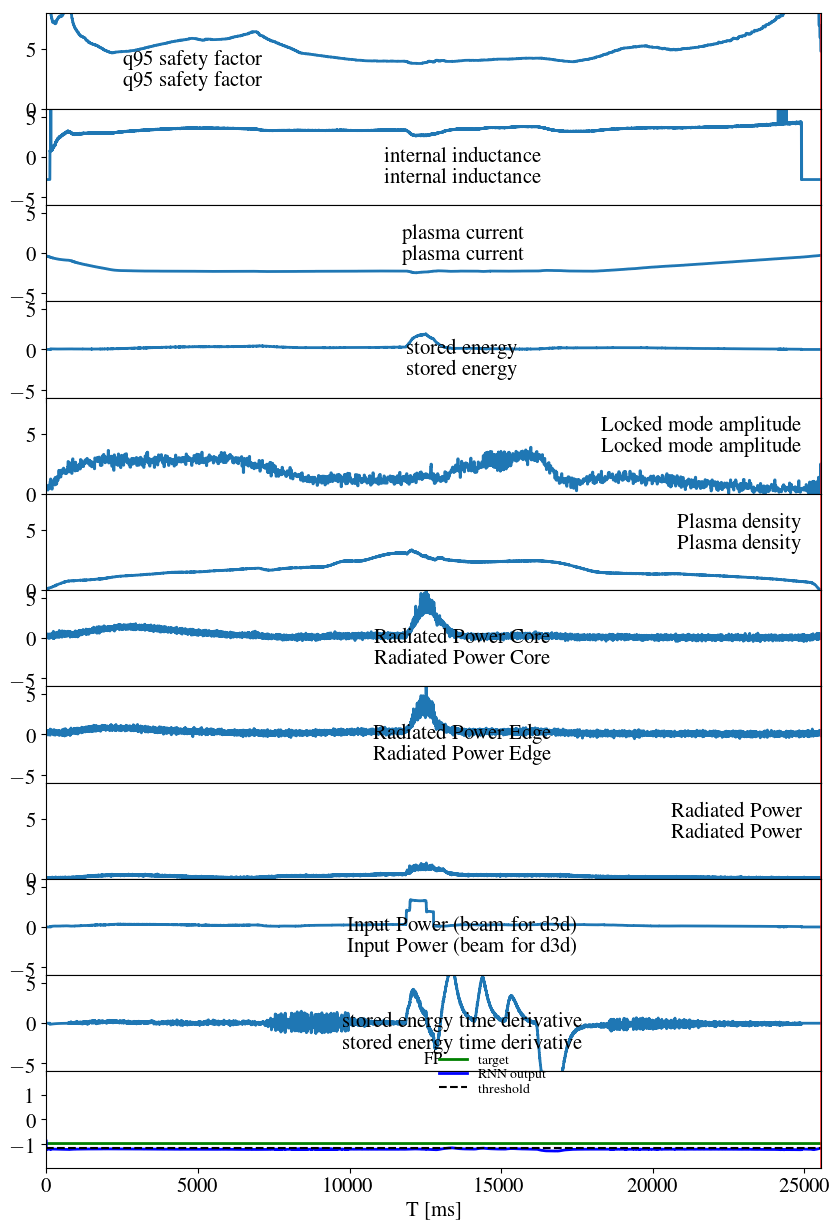 5
q95 safety factor
q95 safety factor
0
5
0
internal inductance
internal inductance
−5
5
plasma current
0
plasma current
−5
5
0
stored energy
stored energy
−5
Locked mode amplitude
5
Locked mode amplitude
0
Plasma density
5
Plasma density
0
5
0
Radiated Power Core
Radiated Power Core
−5
5
0
Radiated Power Edge
Radiated Power Edge
−5
Radiated Power
5
Radiated Power
0
5
0
Input Power (beam for d3d)
Input Power (beam for d3d)
−5
5
0
stored energy time derivative
stored energy time derivative
−5
FP
target
RNN output
threshold
1
0
−1
0 5000 10000 15000 20000 25000
T [ms]